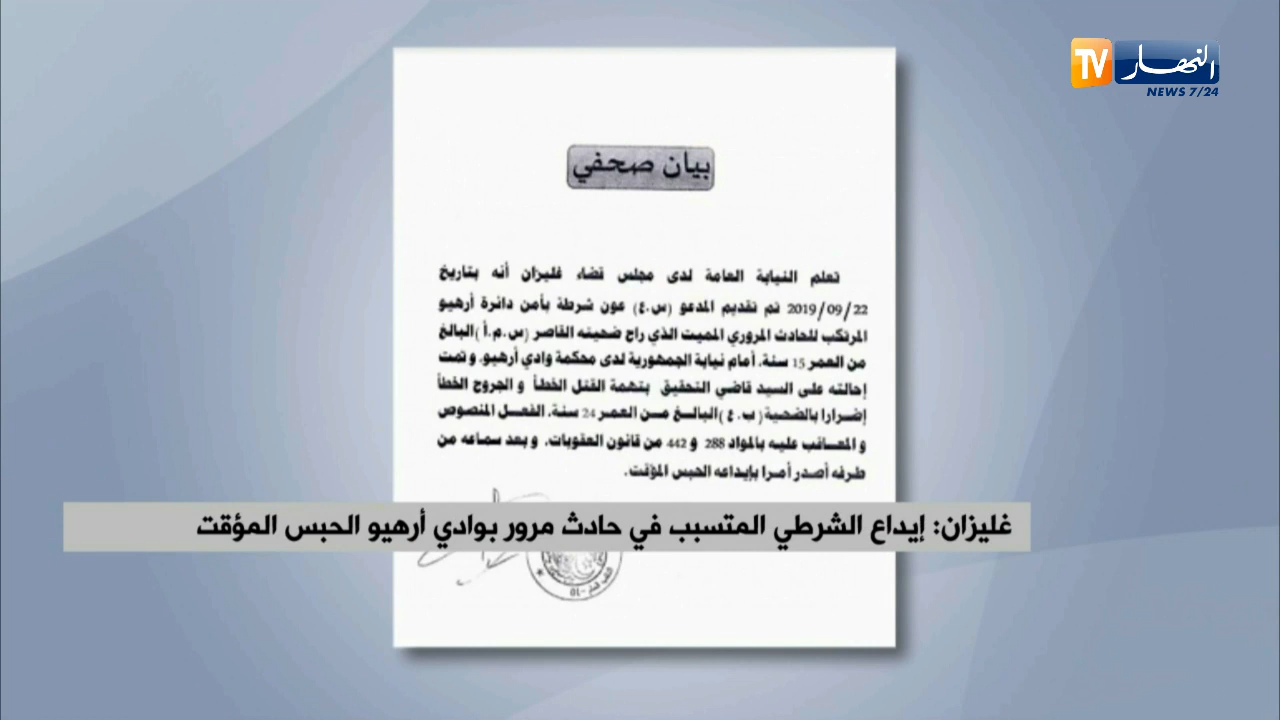 النهار TV
NEWS 7/24
بيان صحفي
تعلم النيابة العامة لدى مجلس قضاء غليزان أنه بتاريخ
2019/09/22 تم تقديم المدعو (س.ع) عون شرطة بأمن دائرة أرهيو
المرتكب للحادث المروري المميت الذي راح ضحيته القاصر (س.م.أ) البالغ
من العمر 15 سنة، أمام نيابة الجمهورية لدى محكمة وادي أرهيو، و تمت
إحالته على السيد قاضي التحقيق بتهمة القتل الخطأ و الجروح الخطأ
إضرارا بالضحية (ب.ع) البالغ من العمر 24 سنة، الفعل المنصوص
و المعاقب عليه بالمواد 288 و 442 من قانون العقوبات، و بعد سماعه من
طرفه أصدر أمرا بإيداعه الحبس المؤقت.
غليزان: إيداع الشرطي المتسبب في حادث مرور بوادي أرهيو الحبس المؤقت